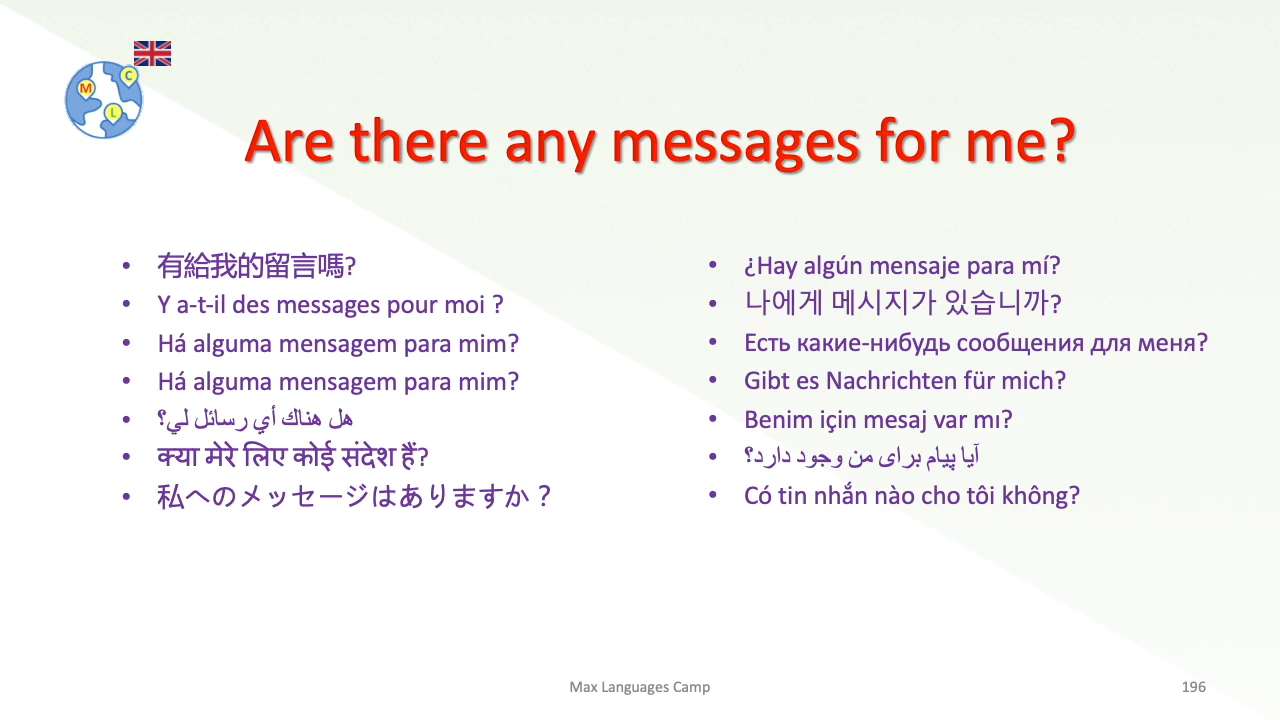 C
M
L
Are there any messages for me?
• 有給我的留言嗎?
• Y a-t-il des messages pour moi ?
• Há alguma mensagem para mim?
• Há alguma mensagem para mim?
• هل هناك أي رسائل لي؟
• क्या मेरे लिए कोई संदेश हैं?
• 私へのメッセージはありますか？
• ¿Hay algún mensaje para mí?
• 나에게 메시지가 있습니까?
• Есть какие-нибудь сообщения для меня?
• Gibt es Nachrichten für mich?
• Benim için mesaj var mı?
• آیا پیام برای من وجود دارد؟
• Có tin nhắn nào cho tôi không?
Max Languages Camp
196